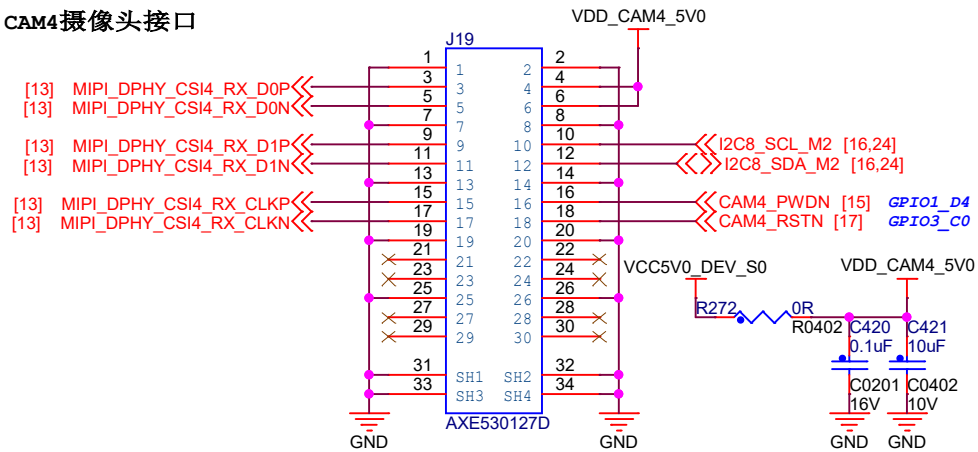 CAM4摄像头接口
VDD_CAM4_5V0
J19
1 1 2 2
[13] MIPI_DPHY_CSI4_RX_D0P 3 3 4 4
[13] MIPI_DPHY_CSI4_RX_D0N 5 5 6 6
7 7 8 8
[13] MIPI_DPHY_CSI4_RX_D1P 9 9 10 10 I2C8_SCL_M2 [16,24]
[13] MIPI_DPHY_CSI4_RX_D1N 11 11 12 12 I2C8_SDA_M2 [16,24]
13 13 14 14
[13] MIPI_DPHY_CSI4_RX_CLKP 15 15 16 16 CAM4_PWDN [15] GPIO1_D4
[13] MIPI_DPHY_CSI4_RX_CLKN 17 17 18 18 CAM4_RSTN [17] GPIO3_C0
19 19 20 20
21 21 22 22
23 23 24 24
25 25 26 26
27 27 28 28
29 29 30 30
31 SH1 SH2 32
33 SH3 SH4 34
AXE530127D
GND
GND
VCC5V0_DEV_S0
VDD_CAM4_5V0
R272 0R
R0402
C420
0.1uF
C0201
16V
GND
C421
10uF
C0402
10V
GND